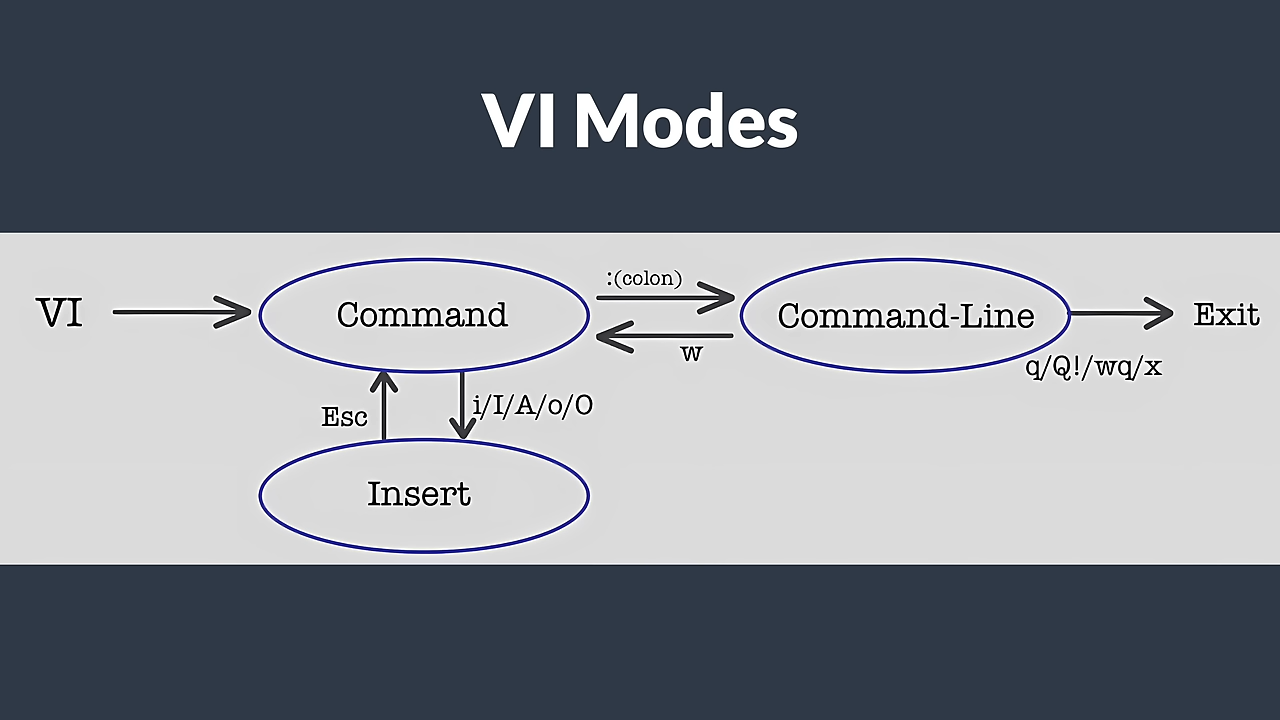 VI Modes
VI
Command
:(colon)
w
Command-Line
Exit
q/Q!/wq/x
Esc
i/I/A/o/O
Insert